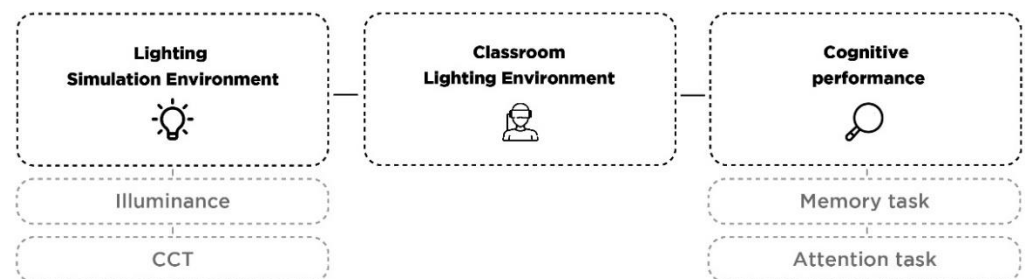 Lighting
Simulation Environment
Classroom
Lighting Environment
Cognitive
performance
Illuminance
CCT
Memory task
Attention task